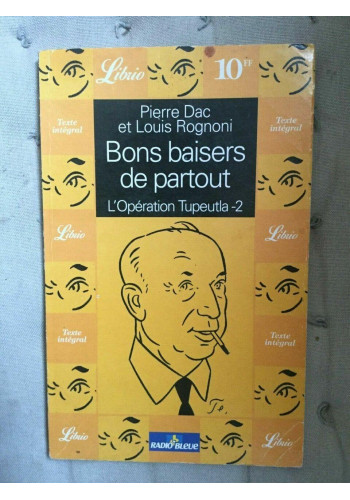 Librio
10FF
Pierre Dac
et Louis Rognoni
Bons baisers
de partout
L'Opération Tupeutla-2
Texte
intégral
Texte
intégral
Librio
Librio
Texte
intégral
Texte
intégral
Librio
RADIO BLEUE
Librio